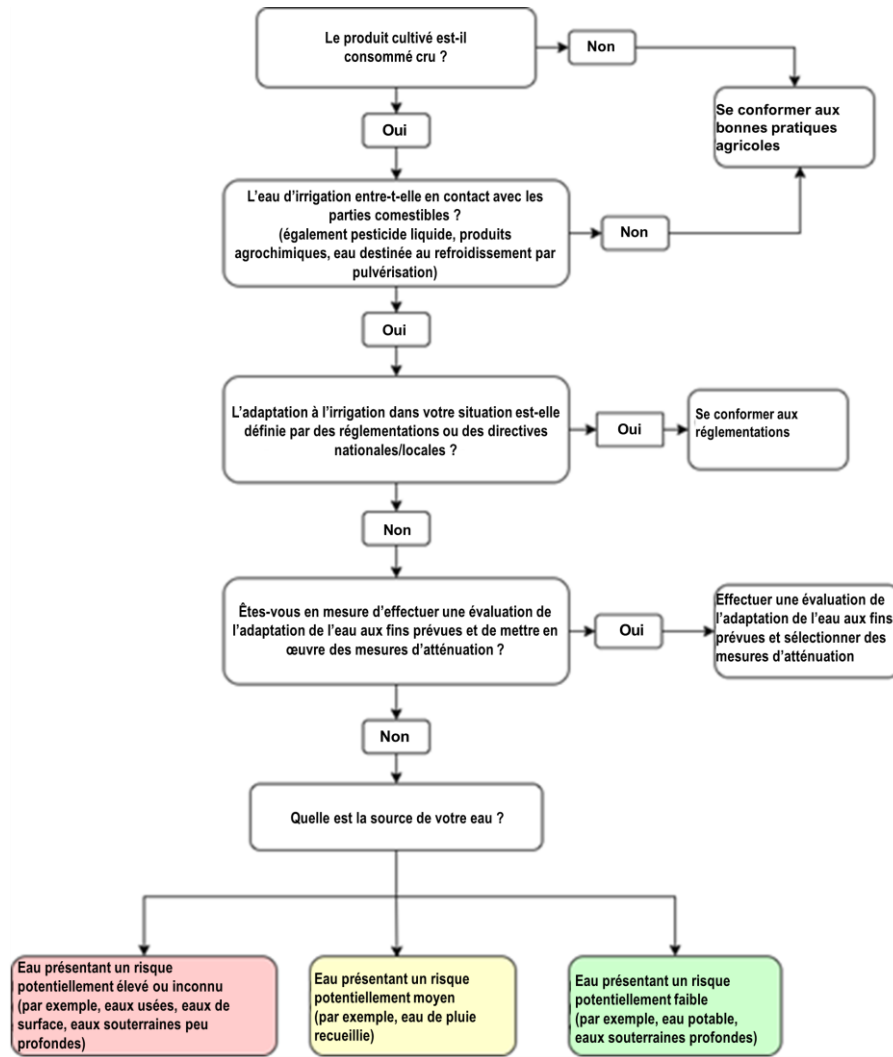 Le produit cultivé est-il
consommé cru ?
Non
Se conformer aux
bonnes pratiques
agricoles
Oui
L'eau d'irrigation entre-t-elle en contact avec les
parties comestibles ?
(également pesticide liquide, produits
agrochimiques, eau destinée au refroidissement par
pulvérisation)
Non
Oui
L'adaptation à l'irrigation dans votre situation est-elle
définie par des réglementations ou des directives
nationales/locales ?
Oui
Se conformer aux
réglementations
Non
Êtes-vous en mesure d'effectuer une évaluation de
l'adaptation de l'eau aux fins prévues et de mettre en
œuvre des mesures d'atténuation ?
Oui
Effectuer une évaluation de
l'adaptation de l'eau aux fins
prévues et sélectionner des
mesures d'atténuation
Non
Quelle est la source de votre eau ?
Eau présentant un risque
potentiellement élevé ou inconnu
(par exemple, eaux usées, eaux de
surface, eaux souterraines peu
profondes)
Eau présentant un risque
potentiellement moyen
(par exemple, eau de pluie
recueillie)
Eau présentant un risque
potentiellement faible
(par exemple, eau potable,
eaux souterraines profondes)